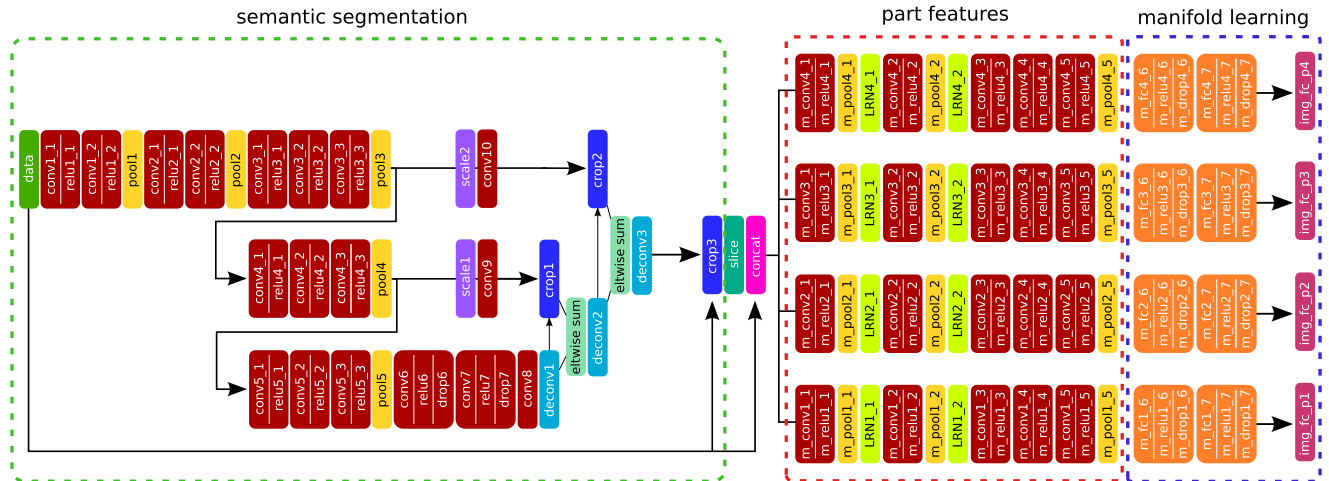 semantic segmentation
part features
manifold learning
data
conv1_1
relu1_1
conv1_2
relu1_2
pool1
conv2_1
relu2_1
conv2_2
relu2_2
pool2
conv3_1
relu3_1
conv3_2
relu3_2
conv3_3
relu3_3
pool3
scale2
conv10
crop2
conv4_1
relu4_1
conv4_2
relu4_2
conv4_3
relu4_3
pool4
scale1
conv9
crop1
conv5_1
relu5_1
conv5_2
relu5_2
conv5_3
relu5_3
pool5
conv6
relu6
drop6
conv7
relu7
drop7
conv8
deconv1
eltwise sum
deconv2
eltwise sum
deconv3
crop3
slice
concat
m_conv4_1
m_relu4_1
m_pool4_1
LRN4_1
m_conv4_2
m_relu4_2
m_pool4_2
LRN4_2
m_conv4_3
m_relu4_3
m_conv4_4
m_relu4_4
m_conv4_5
m_relu4_5
m_pool4_5
m_fc4_6
m_relu4_6
m_drop4_6
m_fc4_7
m_relu4_7
m_drop4_7
img_fc_p4
m_conv3_1
m_relu3_1
m_pool3_1
LRN3_1
m_conv3_2
m_relu3_2
m_pool3_2
LRN3_2
m_conv3_3
m_relu3_3
m_conv3_4
m_relu3_4
m_conv3_5
m_relu3_5
m_pool3_5
m_fc3_6
m_relu3_6
m_drop3_6
m_fc3_7
m_relu3_7
m_drop3_7
img_fc_p3
m_conv2_1
m_relu2_1
m_pool2_1
LRN2_1
m_conv2_2
m_relu2_2
m_pool2_2
LRN2_2
m_conv2_3
m_relu2_3
m_conv2_4
m_relu2_4
m_conv2_5
m_relu2_5
m_pool2_5
m_fc2_6
m_relu2_6
m_drop2_6
m_fc2_7
m_relu2_7
m_drop2_7
img_fc_p2
m_conv1_1
m_relu1_1
m_pool1_1
LRN1_1
m_conv1_2
m_relu1_2
m_pool1_2
LRN1_2
m_conv1_3
m_relu1_3
m_conv1_4
m_relu1_4
m_conv1_5
m_relu1_5
m_pool1_5
m_fc1_6
m_relu1_6
m_drop1_6
m_fc1_7
m_relu1_7
m_drop1_7
img_fc_p1